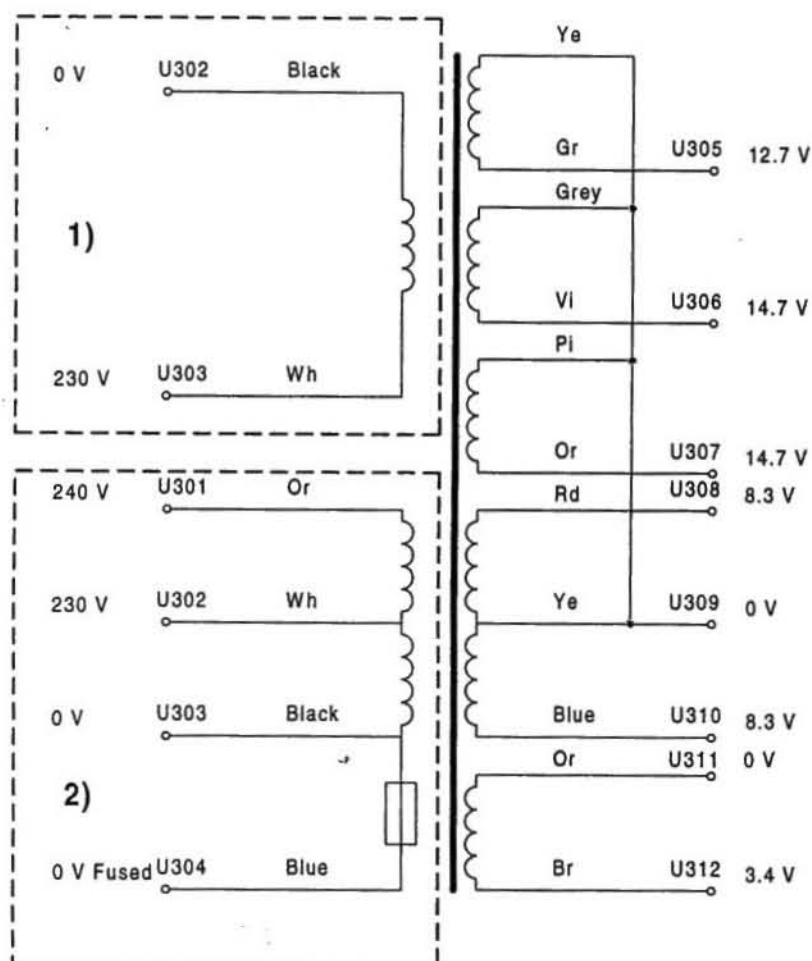 0 V U302 Black
1)
230 V U303 Wh
240 V U301 Or
230 V U302 Wh
0 V U303 Black
2)
0 V Fused U304 Blue
Ye
Gr U305 12.7 V
Grey
Vi U306 14.7 V
Pi
Or U307 14.7 V
Rd U308 8.3 V
Ye U309 0 V
Blue U310 8.3 V
Or U311 0 V
Br U312 3.4 V